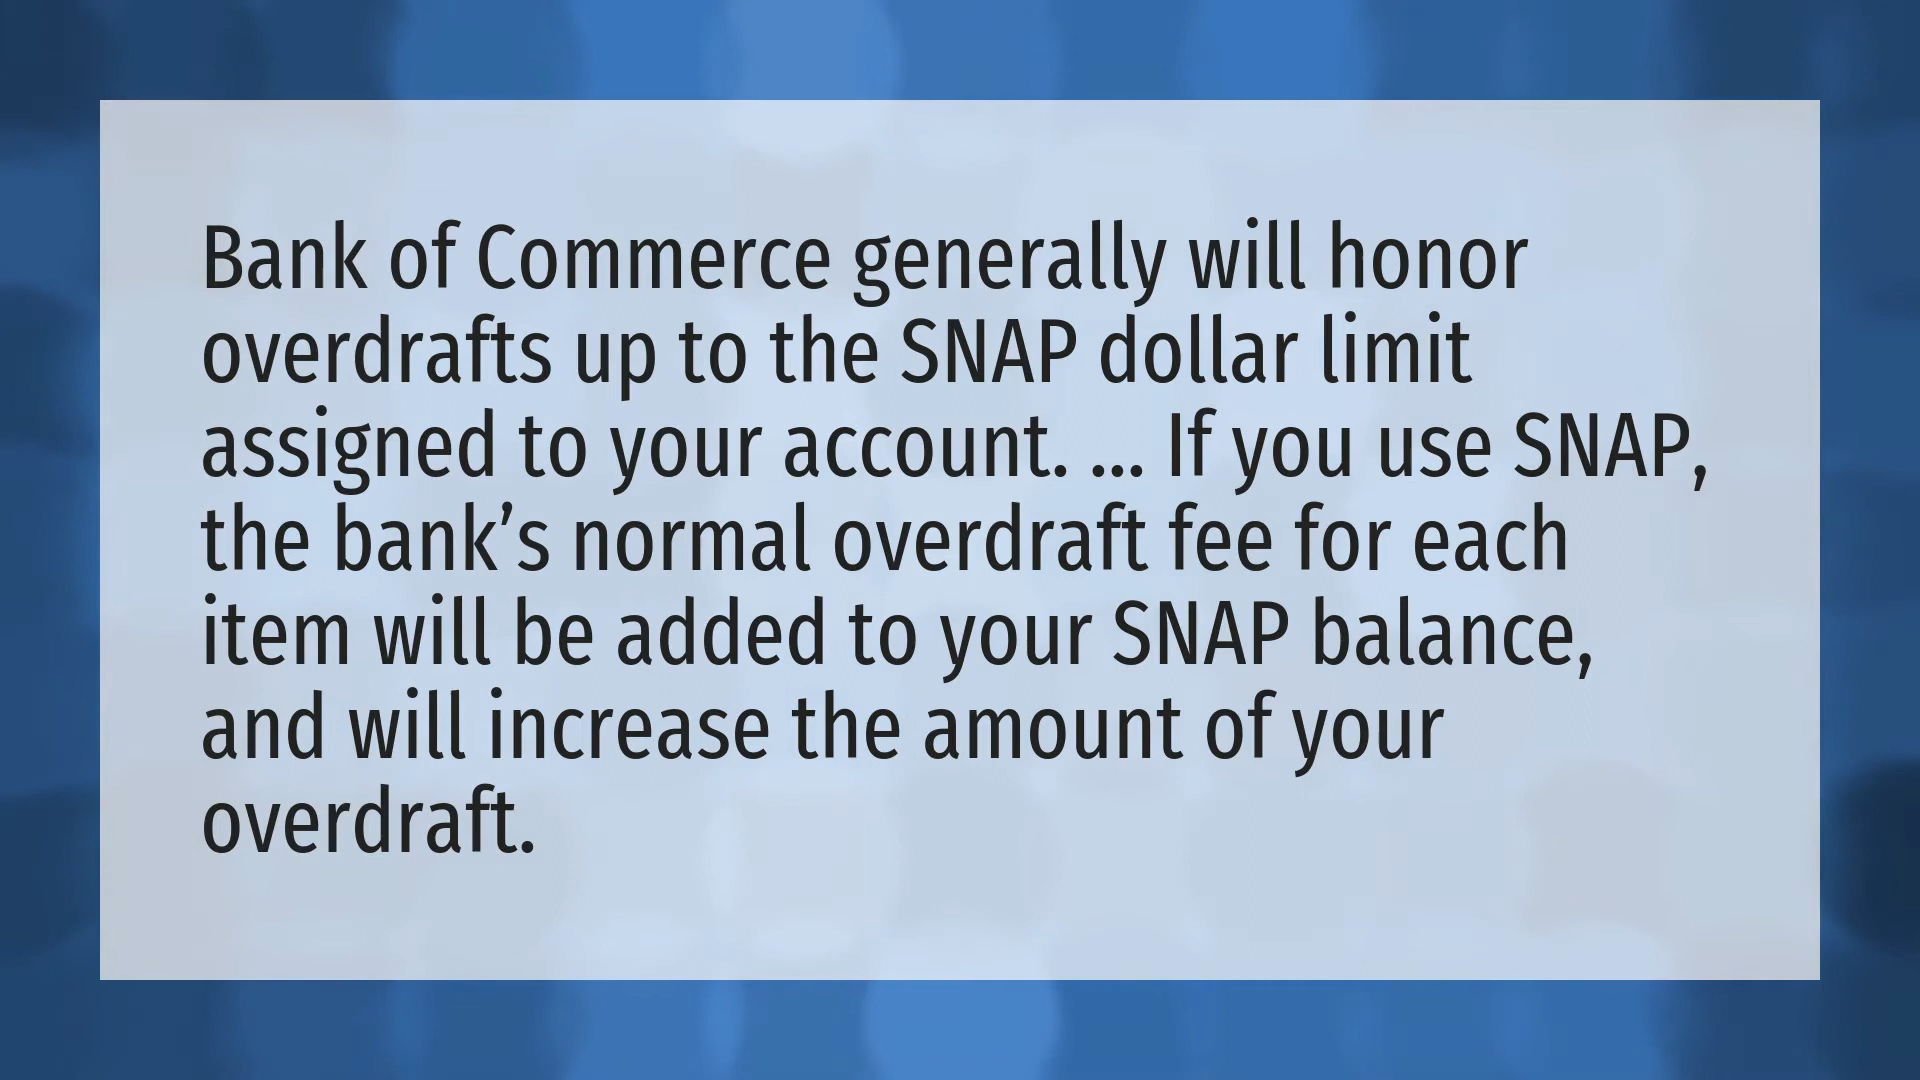 Bank of Commerce generally will honor
overdrafts up to the SNAP dollar limit
assigned to your account. ... If you use SNAP,
the bank’s normal overdraft fee for each
item will be added to your SNAP balance,
and will increase the amount of your
overdraft.